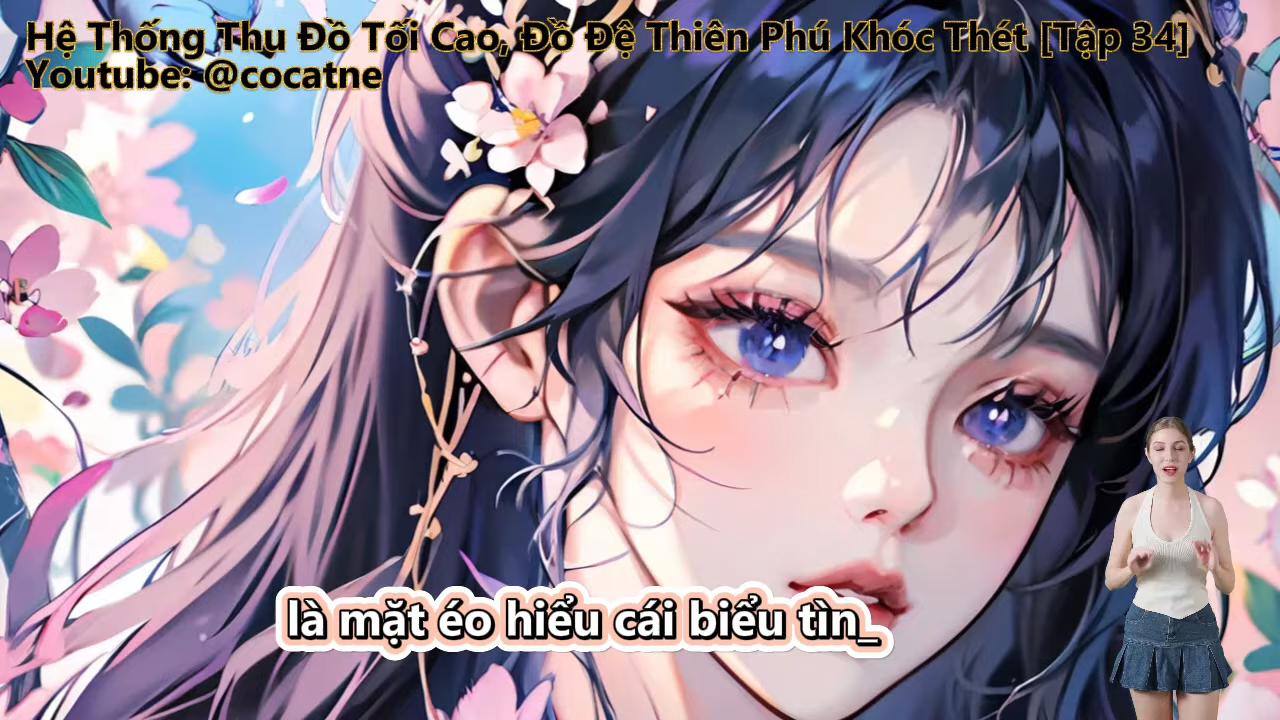 Hệ Thống Thu Đồ Tối Cao, Đồ Đệ Thiên Phú Khóc Thét [Tập 34]
Youtube: @cocatne
là mặt éo hiểu cái biểu tìn_